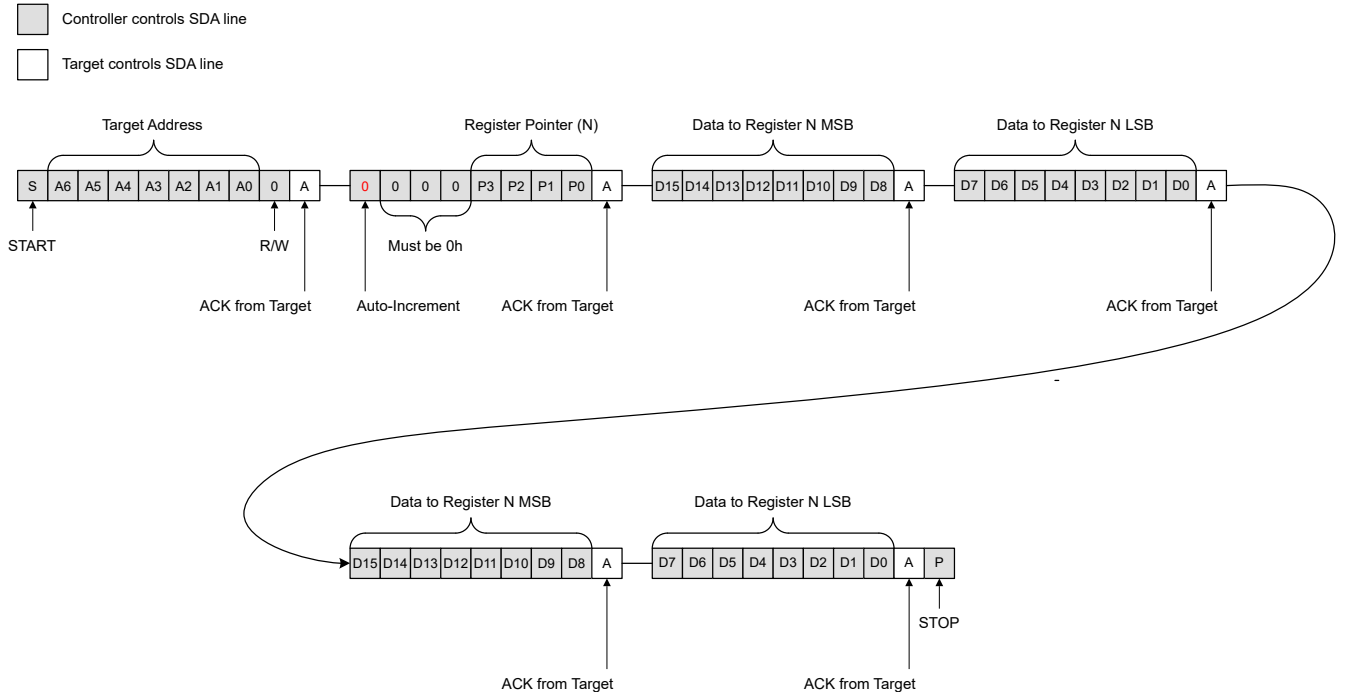 Controller controls SDA line
Target controls SDA line
Target Address
Register Pointer (N)
Data to Register N MSB
Data to Register N LSB
S A6 A5 A4 A3 A2 A1 A0 0 A 0 0 0 0 P3 P2 P1 P0 A D15 D14 D13 D12 D11 D10 D9 D8 A D7 D6 D5 D4 D3 D2 D1 D0 A
START
R/W
Must be 0h
ACK from Target
Auto-Increment
ACK from Target
ACK from Target
ACK from Target
-
Data to Register N MSB
Data to Register N LSB
D15 D14 D13 D12 D11 D10 D9 D8 A D7 D6 D5 D4 D3 D2 D1 D0 A P
STOP
ACK from Target
ACK from Target